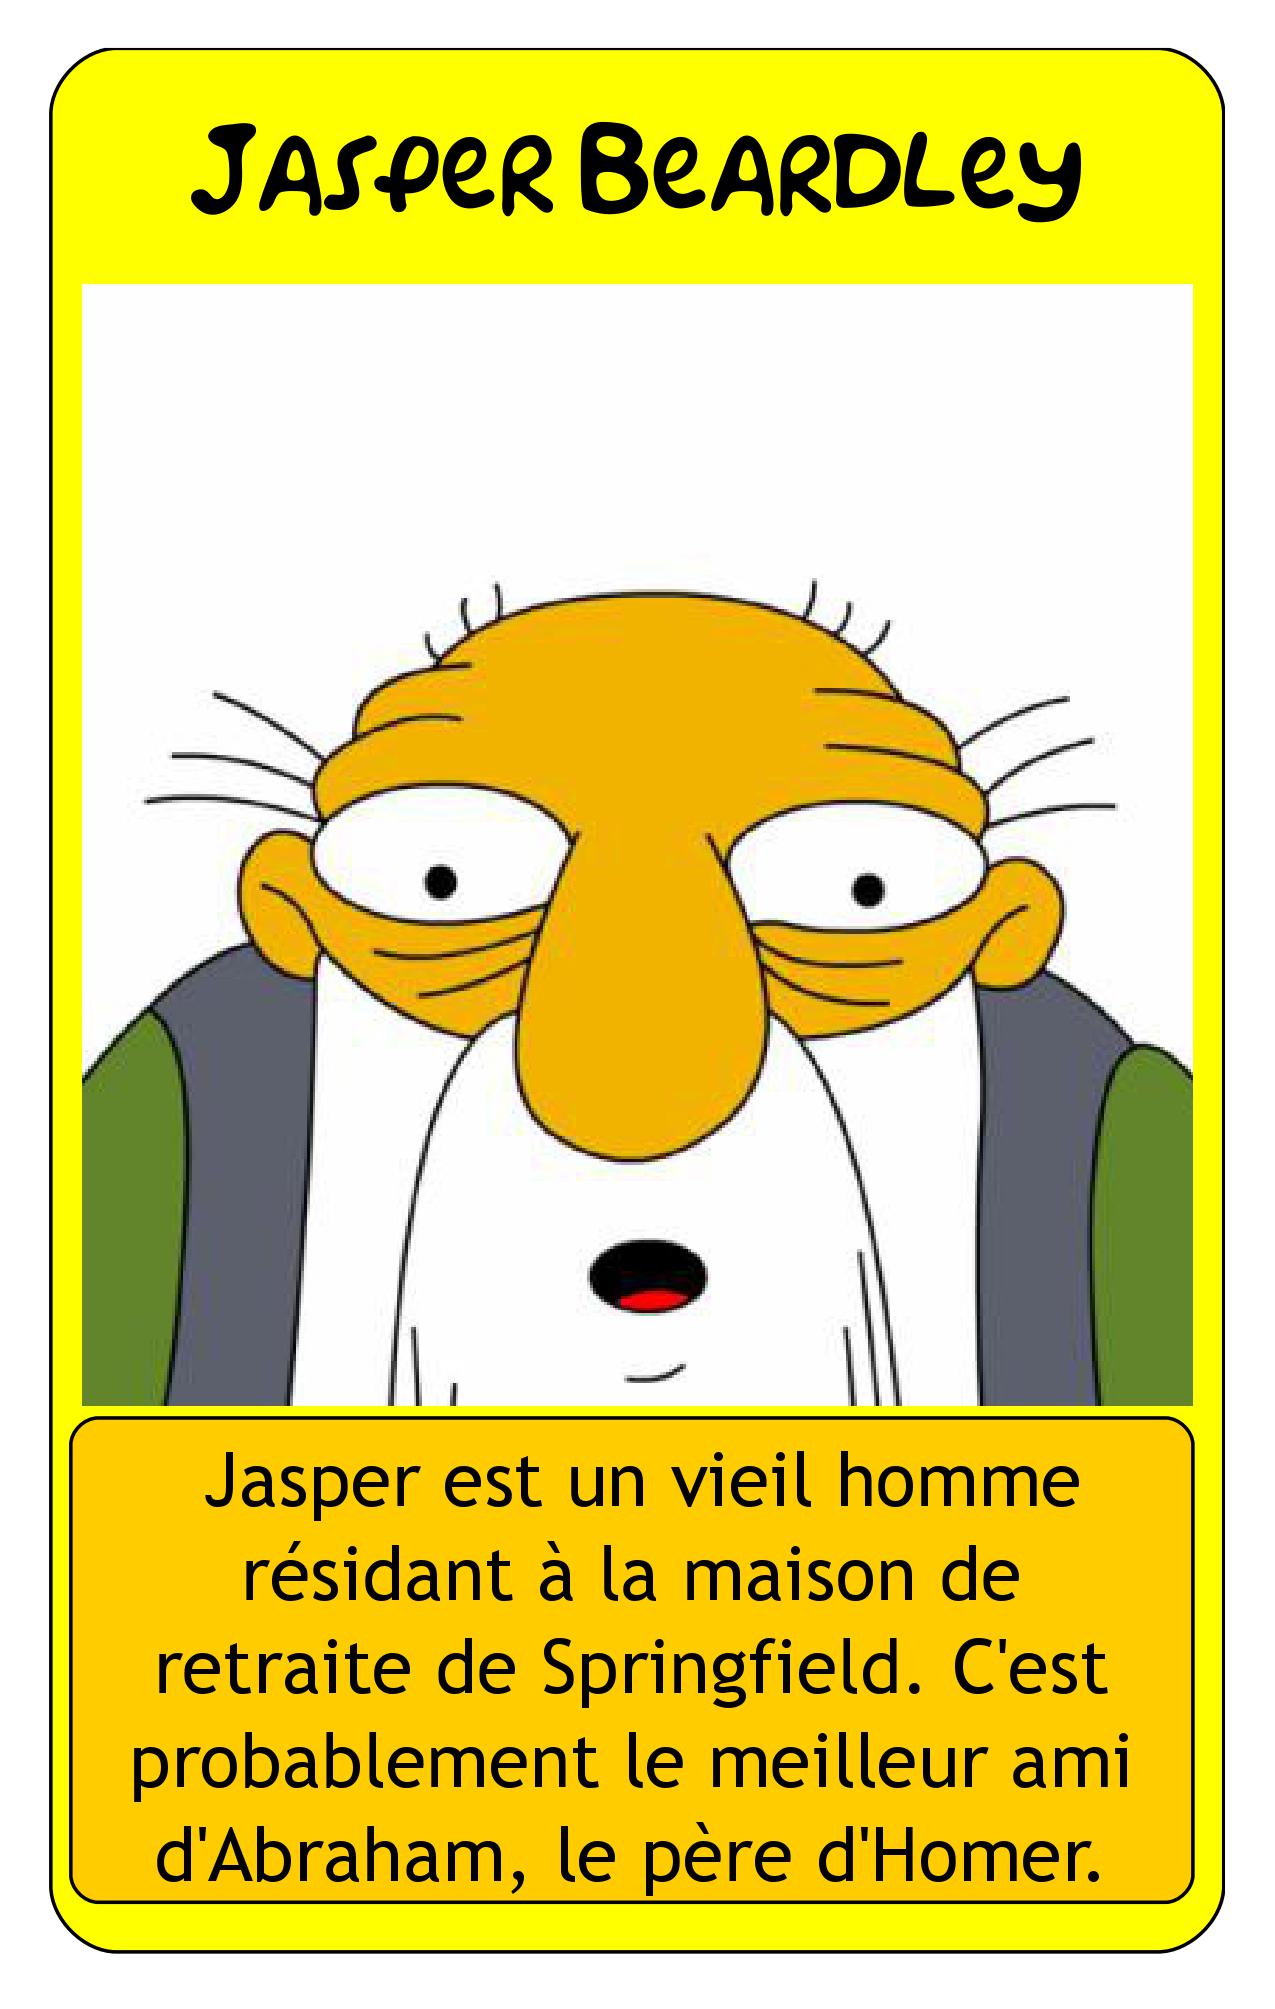 Jasper Beardley
Jasper est un vieil homme
résidant à la maison de
retraite de Springfield. C'est
probablement le meilleur ami
d'Abraham, le père d'Homer.